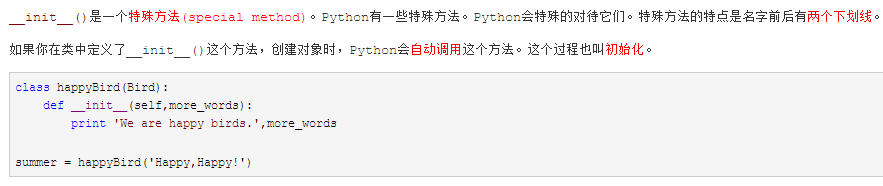 __init__()是一个特殊方法(special method)。Python有一些特殊方法。Python会特殊的对待它们。特殊方法的特点是名字前后有两个下划线。
如果你在类中定义了__init__()这个方法，创建对象时，Python会自动调用这个方法。这个过程也叫初始化。
class happyBird(Bird):
    def __init__(self,more_words):
        print 'We are happy birds.',more_words
summer = happyBird('Happy,Happy!')